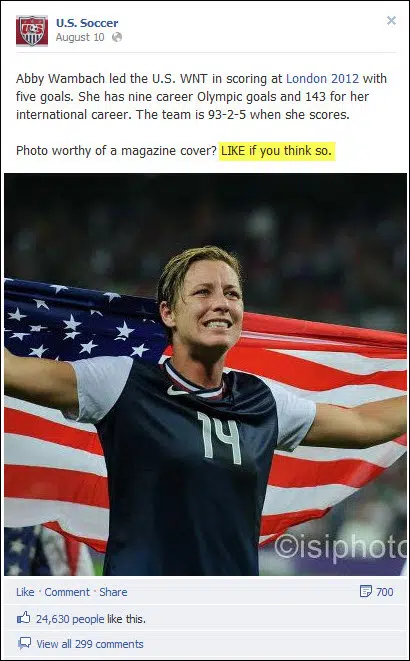 U.S. Soccer
August 10
Abby Wambach led the U.S. WNT in scoring at London 2012 with
five goals. She has nine career Olympic goals and 143 for her
international career. The team is 93-2-5 when she scores.
Photo worthy of a magazine cover? LIKE if you think so.
14
©isiphoto
Like · Comment · Share
700
24,630 people like this.
View all 299 comments